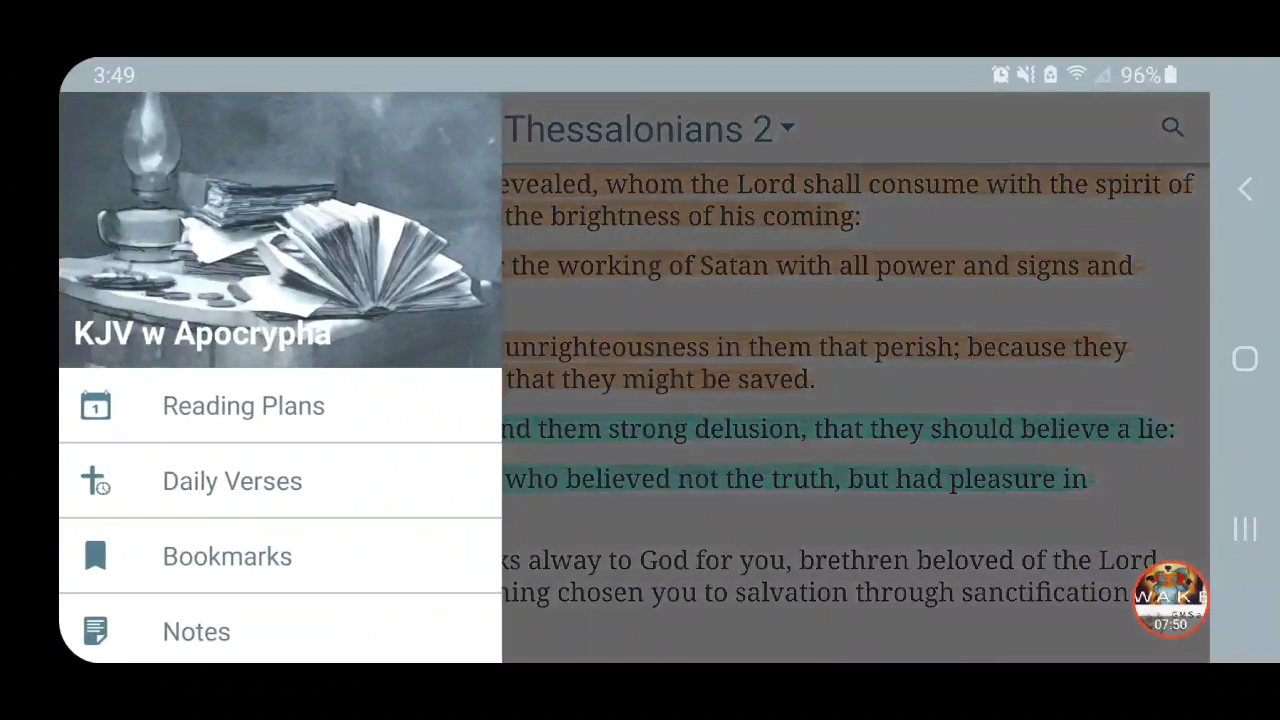 3:49
96%
KJV w Apocrypha
Reading Plans
Daily Verses
Bookmarks
Notes
Thessalonians 2
evealed, whom the Lord shall consume with the spirit of
the brightness of his coming:
the working of Satan with all power and signs and
unrighteousness in them that perish; because they
that they might be saved.
nd them strong delusion, that they should believe a lie:
who believed not the truth, but had pleasure in
ks alway to God for you, brethren beloved of the Lord
ning chosen you to salvation through sanctification
WAKE
GMSa
07:50